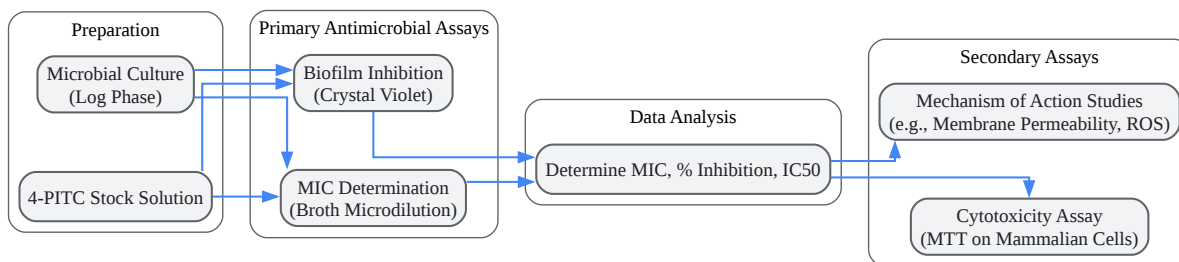 Preparation
Microbial Culture
(Log Phase)
4-PITC Stock Solution
Primary Antimicrobial Assays
Biofilm Inhibition
(Crystal Violet)
MIC Determination
(Broth Microdilution)
Data Analysis
Determine MIC, % Inhibition, IC50
Secondary Assays
Mechanism of Action Studies
(e.g., Membrane Permeability, ROS)
Cytotoxicity Assay
(MTT on Mammalian Cells)